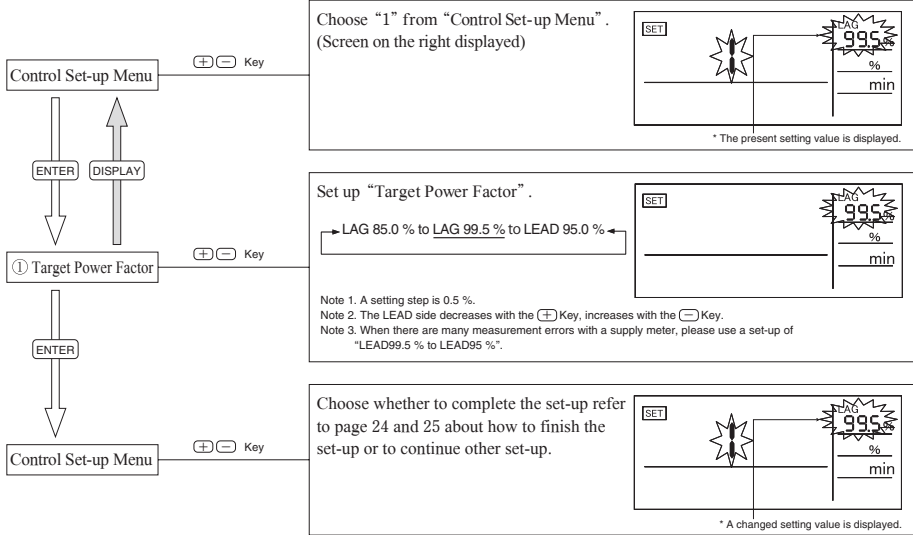 Control Set-up Menu
+ − Key
Choose “1” from “Control Set-up Menu”.
(Screen on the right displayed)
SET
1
LAG
99.5 %
%
min
* The present setting value is displayed.
ENTER
DISPLAY
① Target Power Factor
+ − Key
Set up “Target Power Factor”.
LAG 85.0 % to LAG 99.5 % to LEAD 95.0 %
Note 1. A setting step is 0.5 %.
Note 2. The LEAD side decreases with the + Key, increases with the − Key.
Note 3. When there are many measurement errors with a supply meter, please use a set-up of
“LEAD99.5 % to LEAD95 %”.
SET
LAG
99.5 %
%
min
ENTER
Control Set-up Menu
+ − Key
Choose whether to complete the set-up refer
to page 24 and 25 about how to finish the
set-up or to continue other set-up.
SET
1
LAG
99.5 %
%
min
* A changed setting value is displayed.